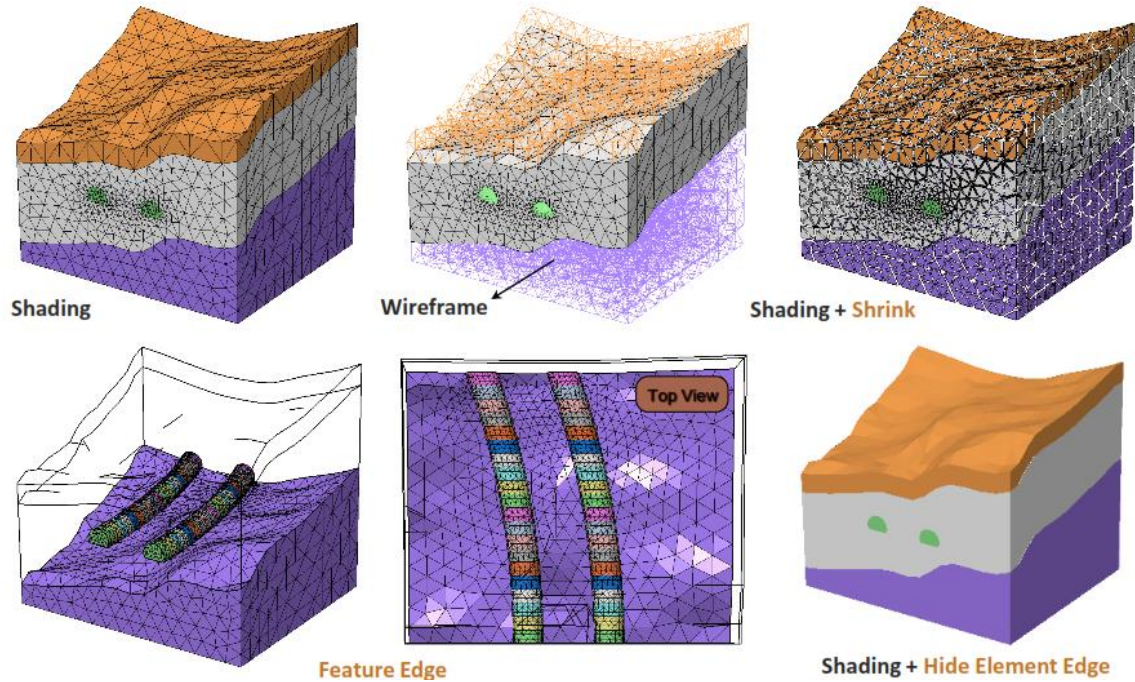 Shading
Wireframe
Shading + Shrink
Top View
Feature Edge
Shading + Hide Element Edge